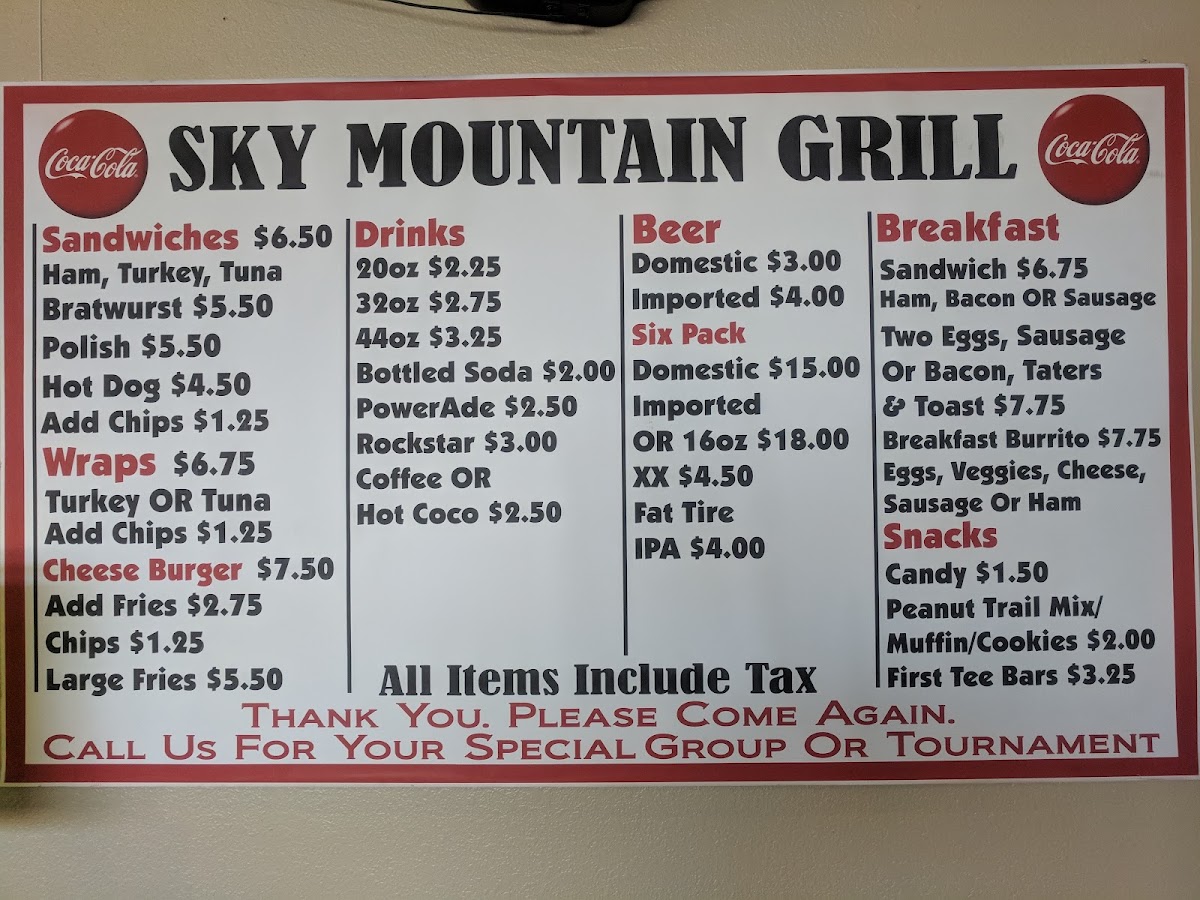 Coca-Cola
SKY MOUNTAIN GRILL
Coca-Cola
Sandwiches $6.50
Ham, Turkey, Tuna
Bratwurst $5.50
Polish $5.50
Hot Dog $4.50
Add Chips $1.25
Wraps $6.75
Turkey OR Tuna
Add Chips $1.25
Cheese Burger $7.50
Add Fries $2.75
Chips $1.25
Large Fries $5.50
Drinks
20oz $2.25
32oz $2.75
44oz $3.25
Bottled Soda $2.00
PowerAde $2.50
Rockstar $3.00
Coffee OR
Hot Coco $2.50
Beer
Domestic $3.00
Imported $4.00
Six Pack
Domestic $15.00
Imported
OR 16oz $18.00
XX $4.50
Fat Tire
IPA $4.00
Breakfast
Sandwich $6.75
Ham, Bacon OR Sausage
Two Eggs, Sausage
Or Bacon, Taters
& Toast $7.75
Breakfast Burrito $7.75
Eggs, Veggies, Cheese,
Sausage Or Ham
Snacks
Candy $1.50
Peanut Trail Mix/
Muffin/Cookies $2.00
First Tee Bars $3.25
All Items Include Tax
THANK YOU. PLEASE COME AGAIN.
CALL US FOR YOUR SPECIAL GROUP OR TOURNAMENT